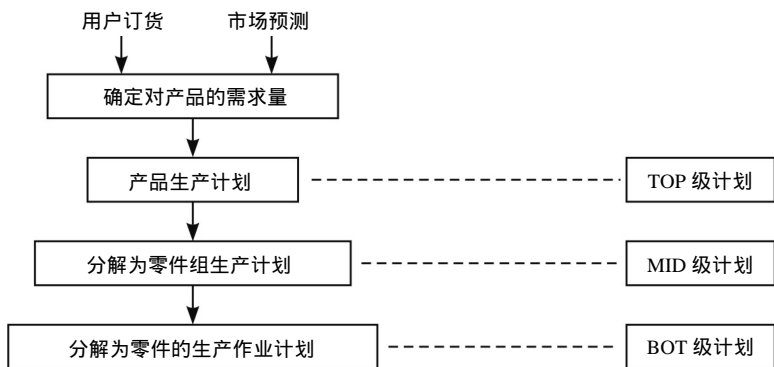 用户订货
市场预测
确定对产品的需求量
产品生产计划
TOP 级计划
分解为零件组生产计划
MID 级计划
分解为零件的生产作业计划
BOT 级计划